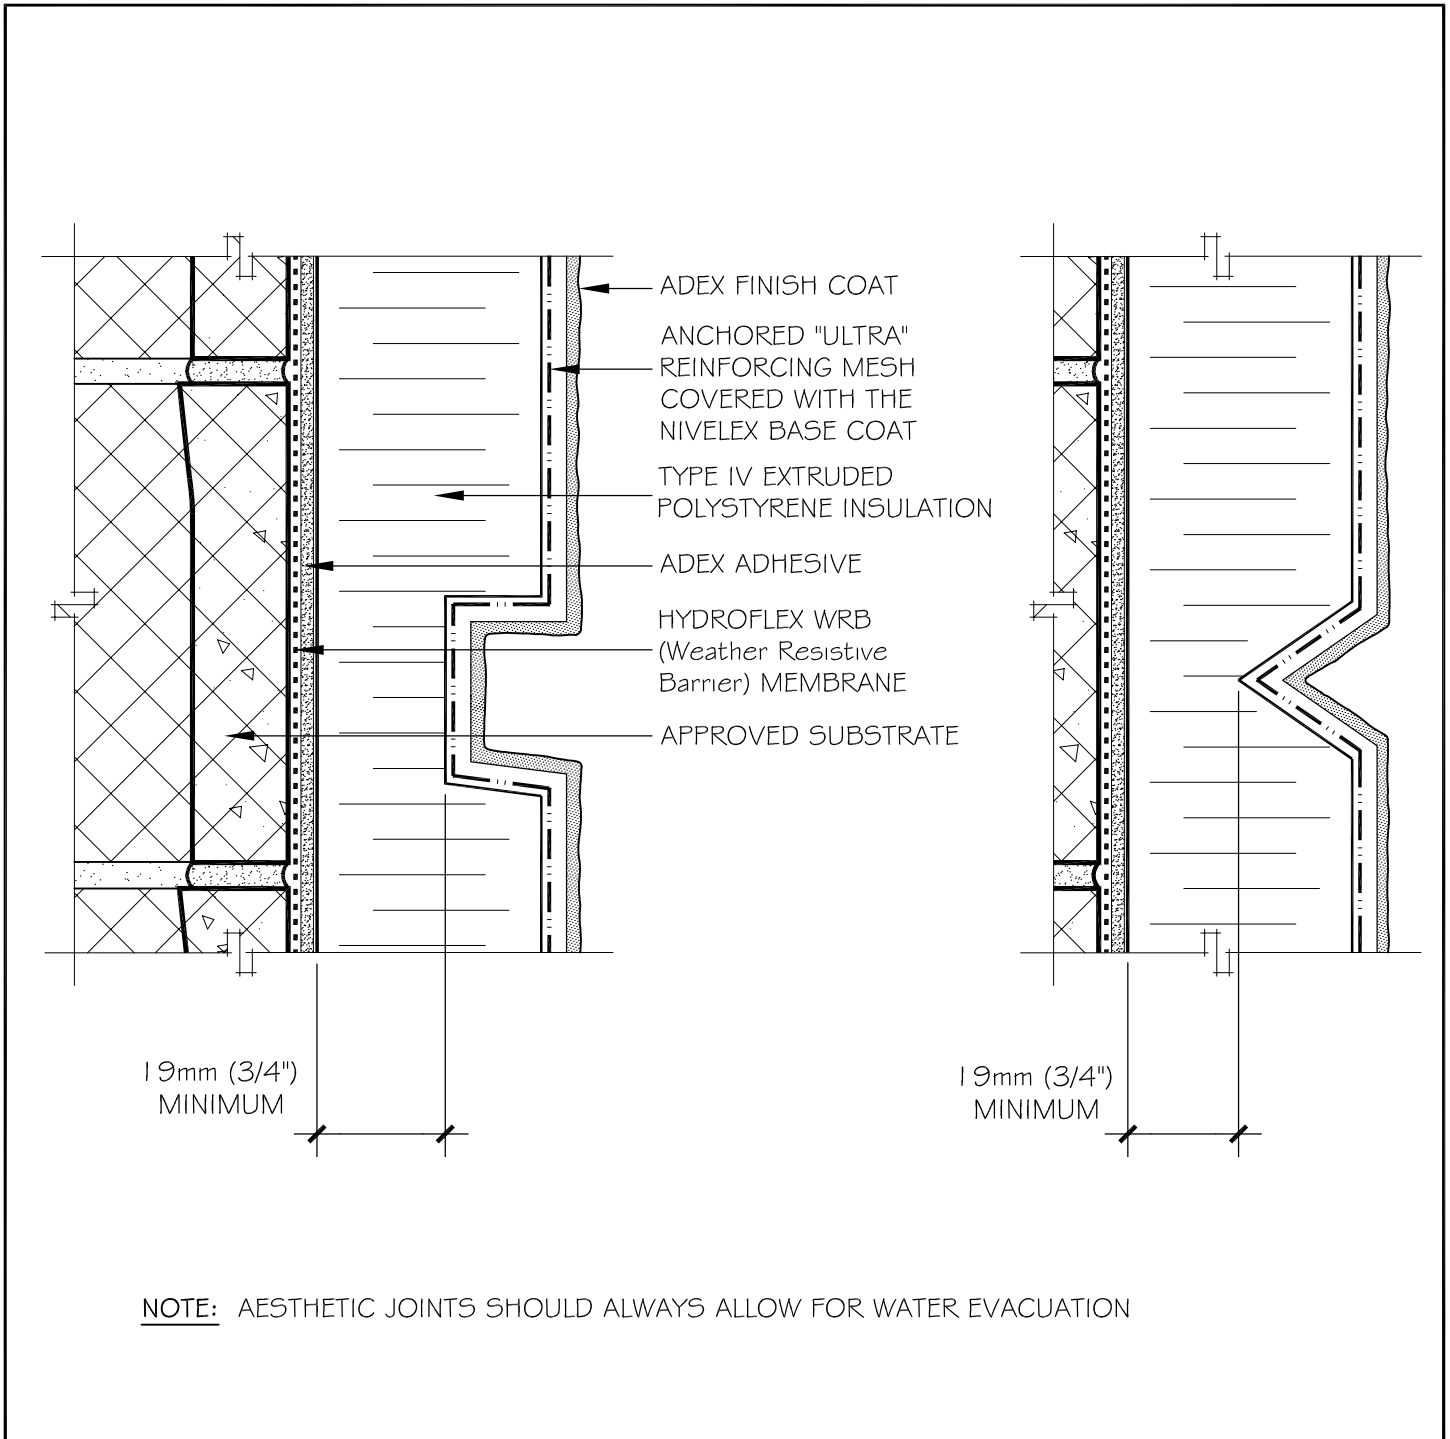 ADEX FINISH COAT
ANCHORED "ULTRA"
REINFORCING MESH
COVERED WITH THE
NIVELEX BASE COAT
TYPE IV EXTRUDED
POLYSTYRENE INSULATION
ADEX ADHESIVE
HYDROFLEX WRB
(Weather Resistive
Barrier) MEMBRANE
APPROVED SUBSTRATE
19mm (3/4")
MINIMUM
19mm (3/4")
MINIMUM
NOTE: AESTHETIC JOINTS SHOULD ALWAYS ALLOW FOR WATER EVACUATION